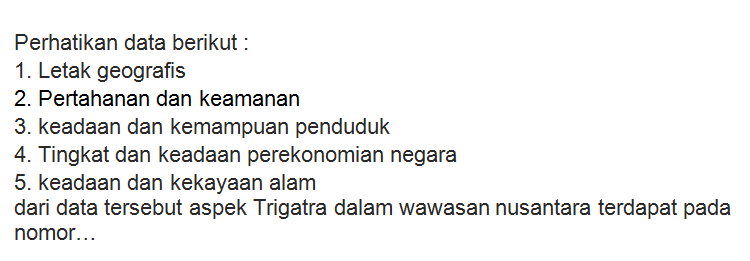 Perhatikan data berikut :
1. Letak geografis
2. Pertahanan dan keamanan
3. keadaan dan kemampuan penduduk
4. Tingkat dan keadaan perekonomian negara
5. keadaan dan kekayaan alam
dari data tersebut aspek Trigatra dalam wawasan nusantara terdapat pada
nomor…